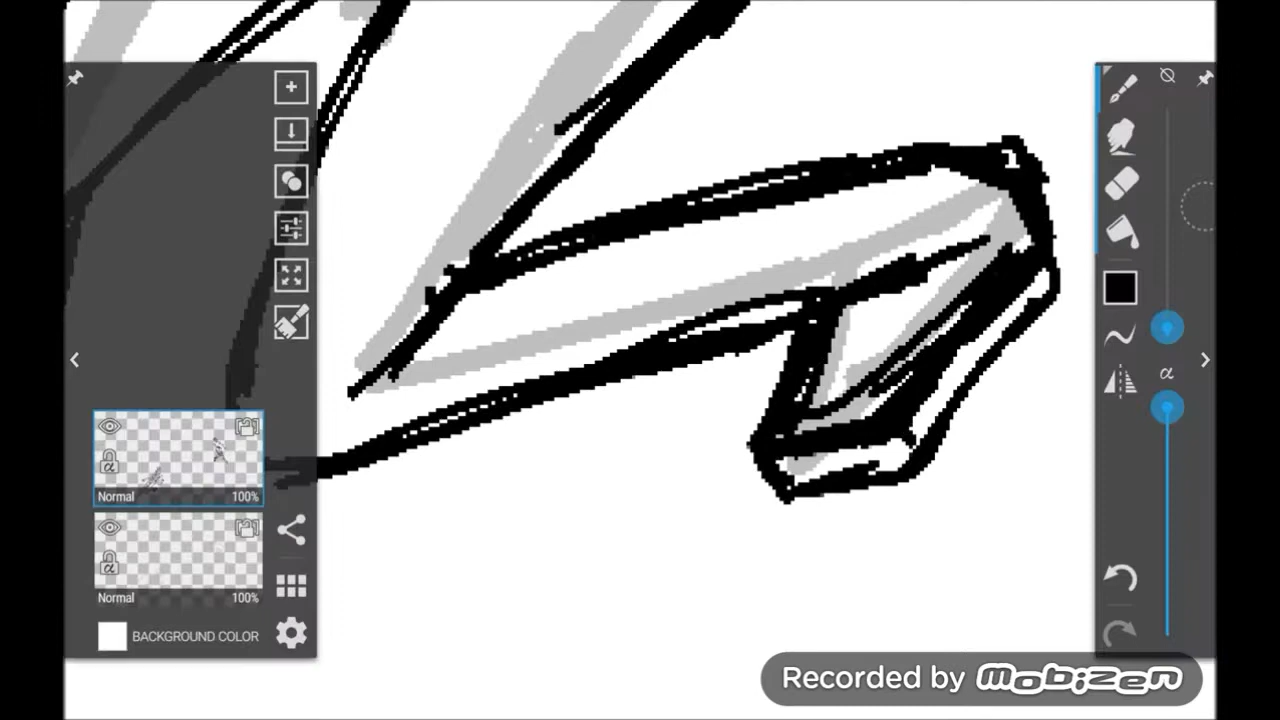 α
α
Normal 100%
α
Normal 100%
BACKGROUND COLOR
Recorded by mobizen